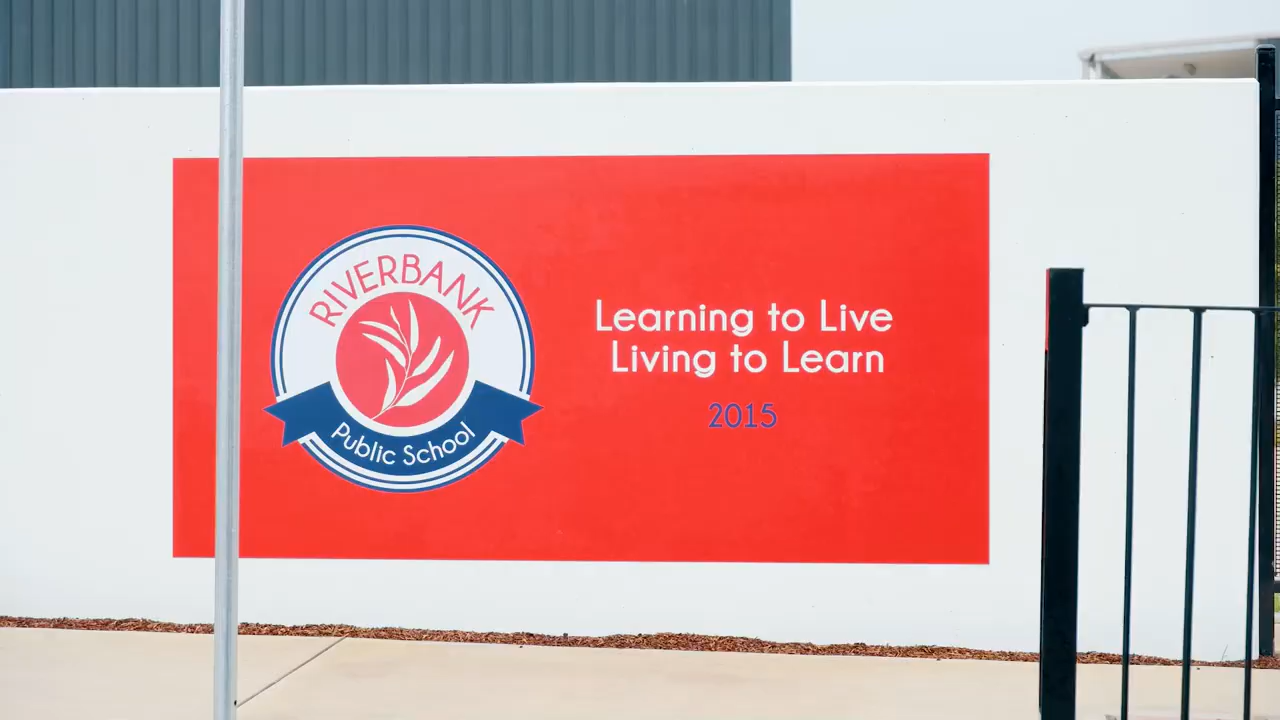 RIVERBANK
Public School
Learning to Live
Living to Learn
2015